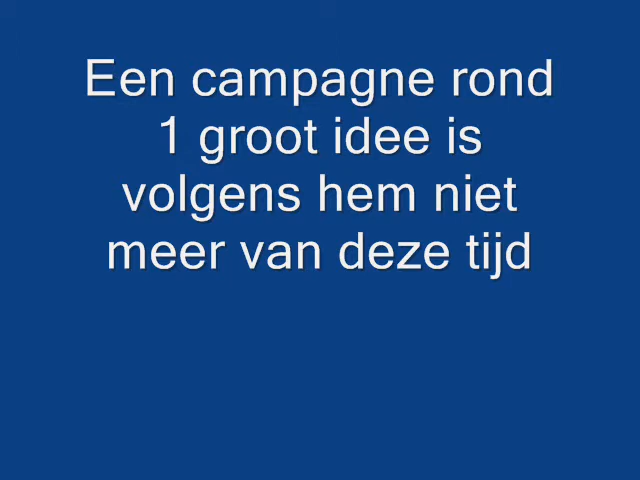 Een campagne rond
1 groot idee is
volgens hem niet
meer van deze tijd